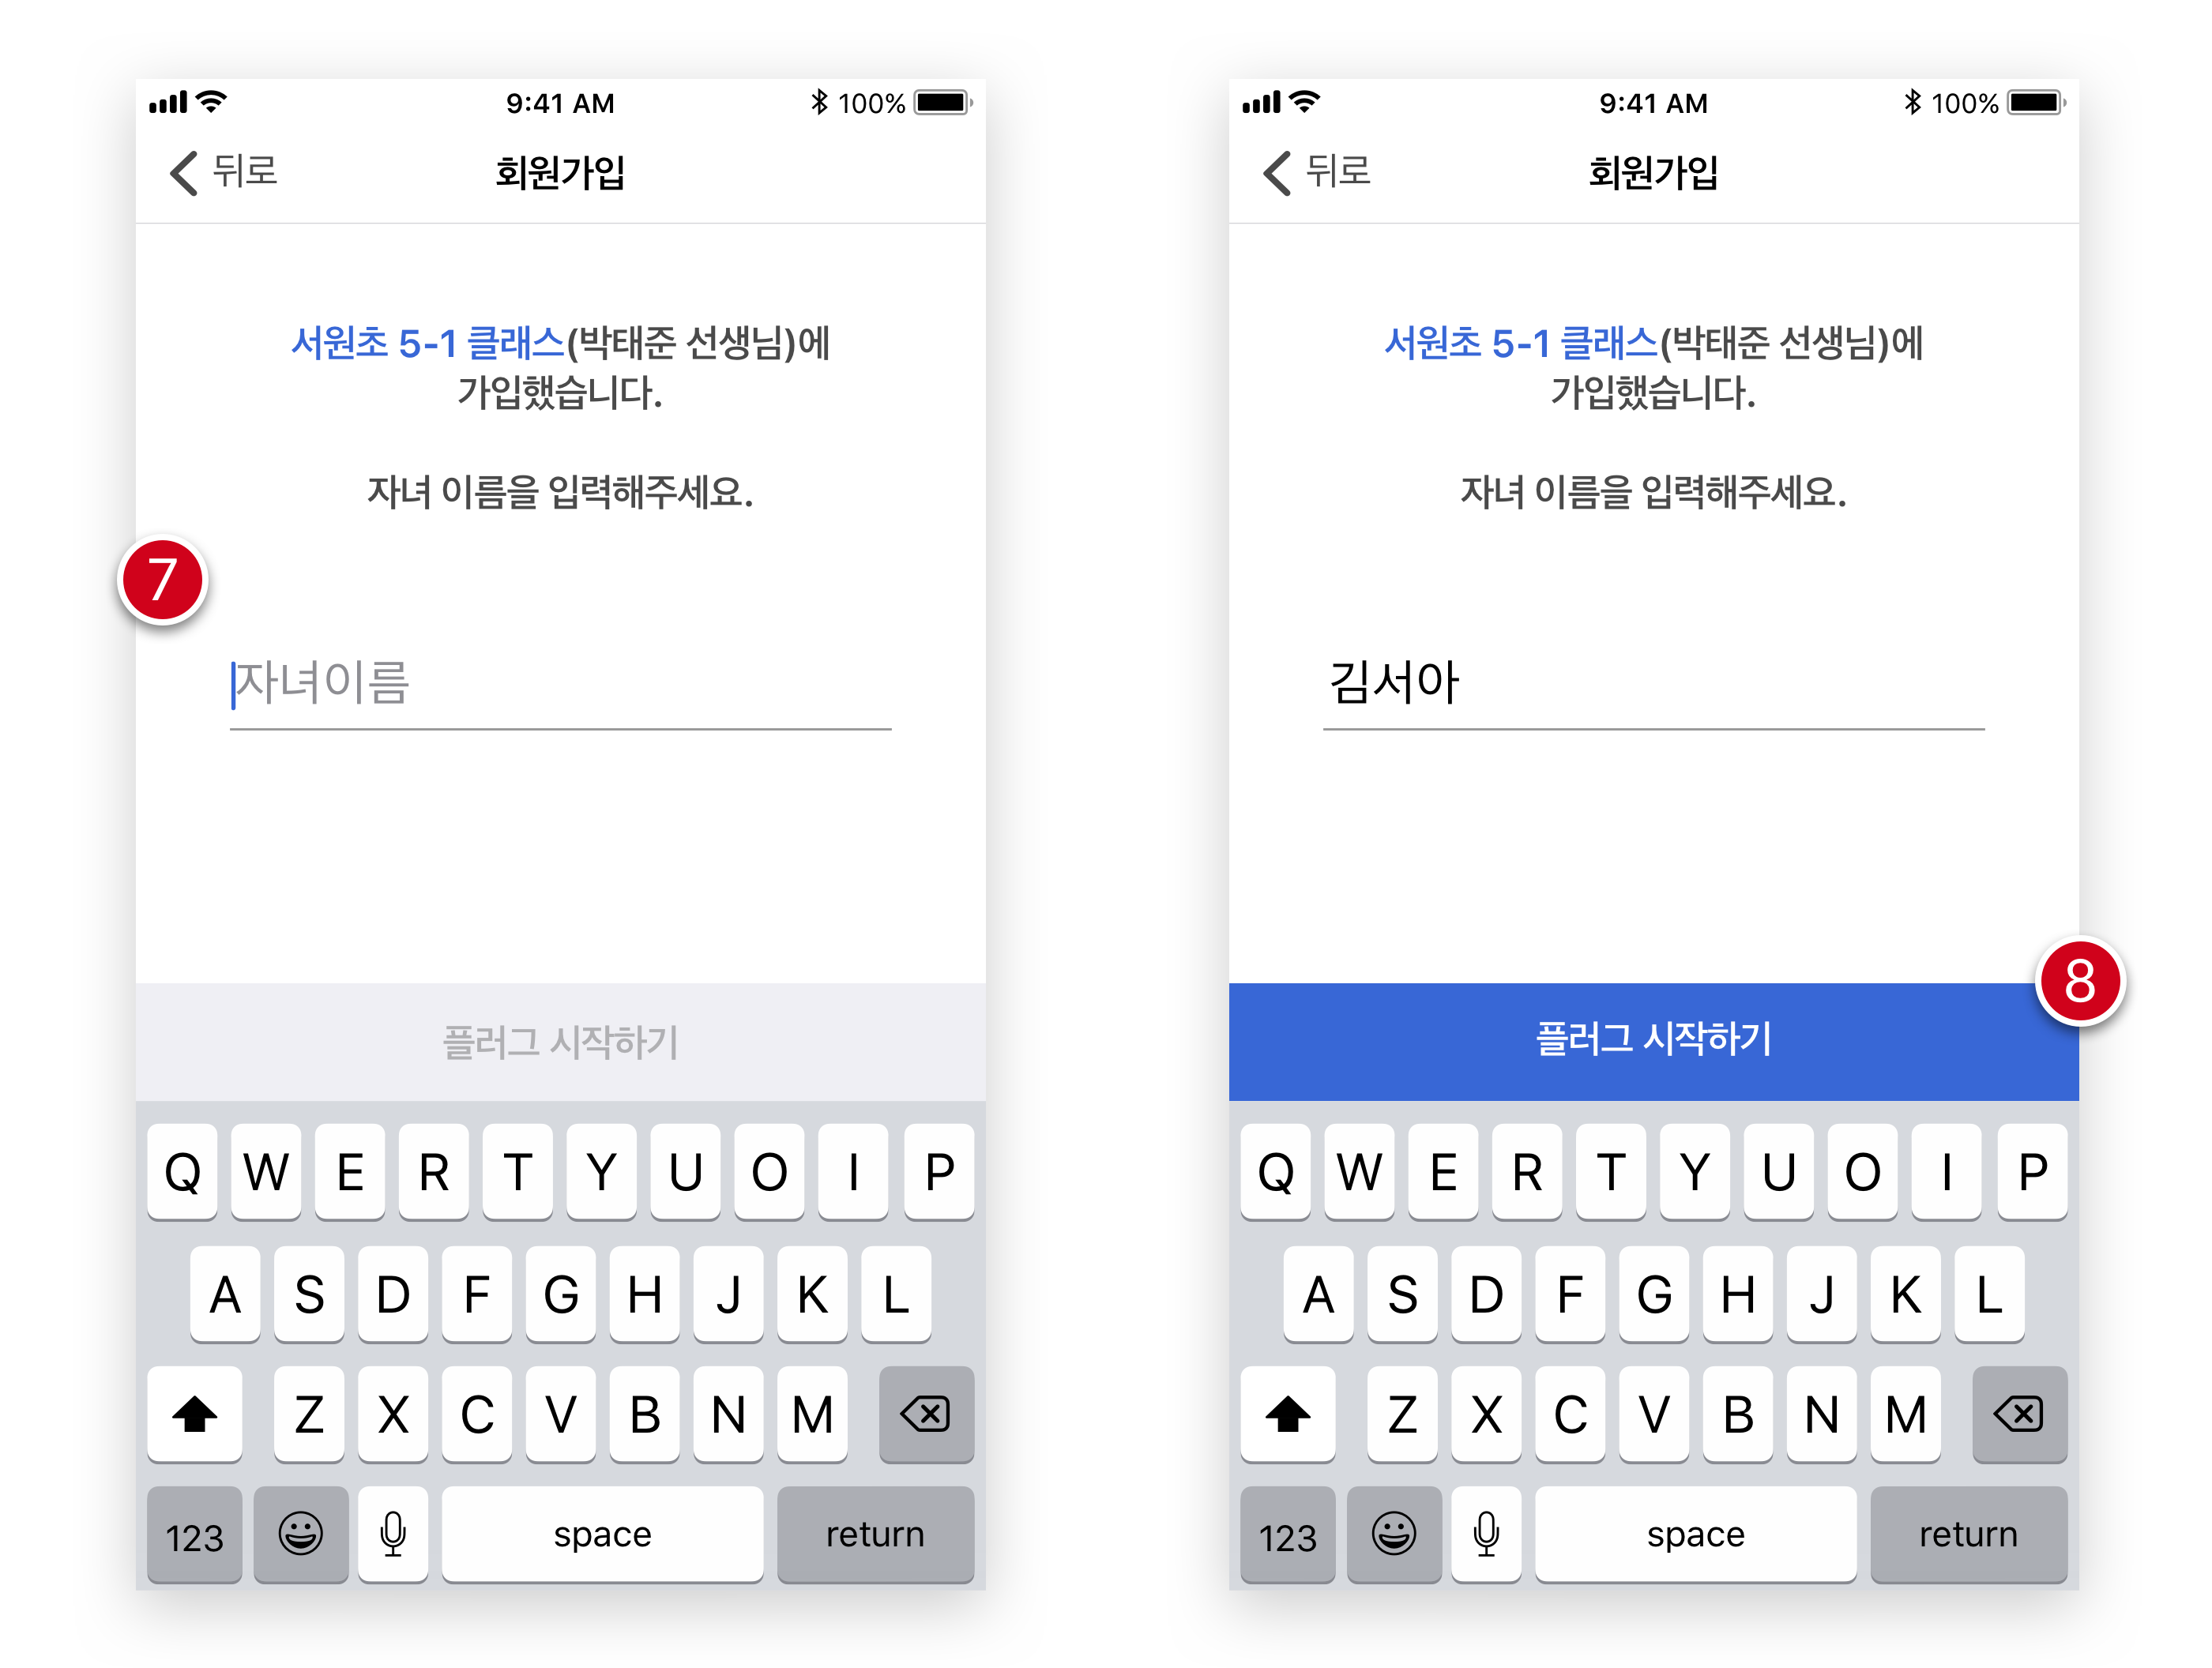 9:41 AM
100%
뒤로
회원가입
서원초 5-1 클래스(박태준 선생님)에
가입했습니다.
자녀 이름을 입력해주세요.
7
자녀이름
플러그 시작하기
Q W E R T Y U O I P
A S D F G H J K L
Z X C V B N M
123
space
return
9:41 AM
100%
뒤로
회원가입
서원초 5-1 클래스(박태준 선생님)에
가입했습니다.
자녀 이름을 입력해주세요.
김서아
8
플러그 시작하기
Q W E R T Y U O I P
A S D F G H J K L
Z X C V B N M
123
space
return